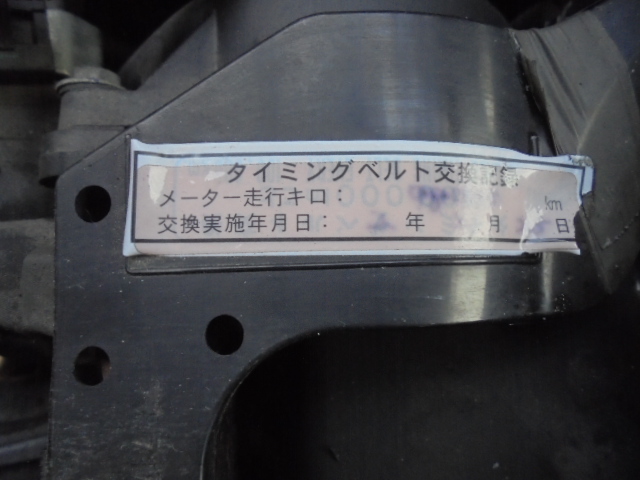 タイミングベルト交換記録
メーター走行キロ： 000 km
交換実施年月日： 年 月 日